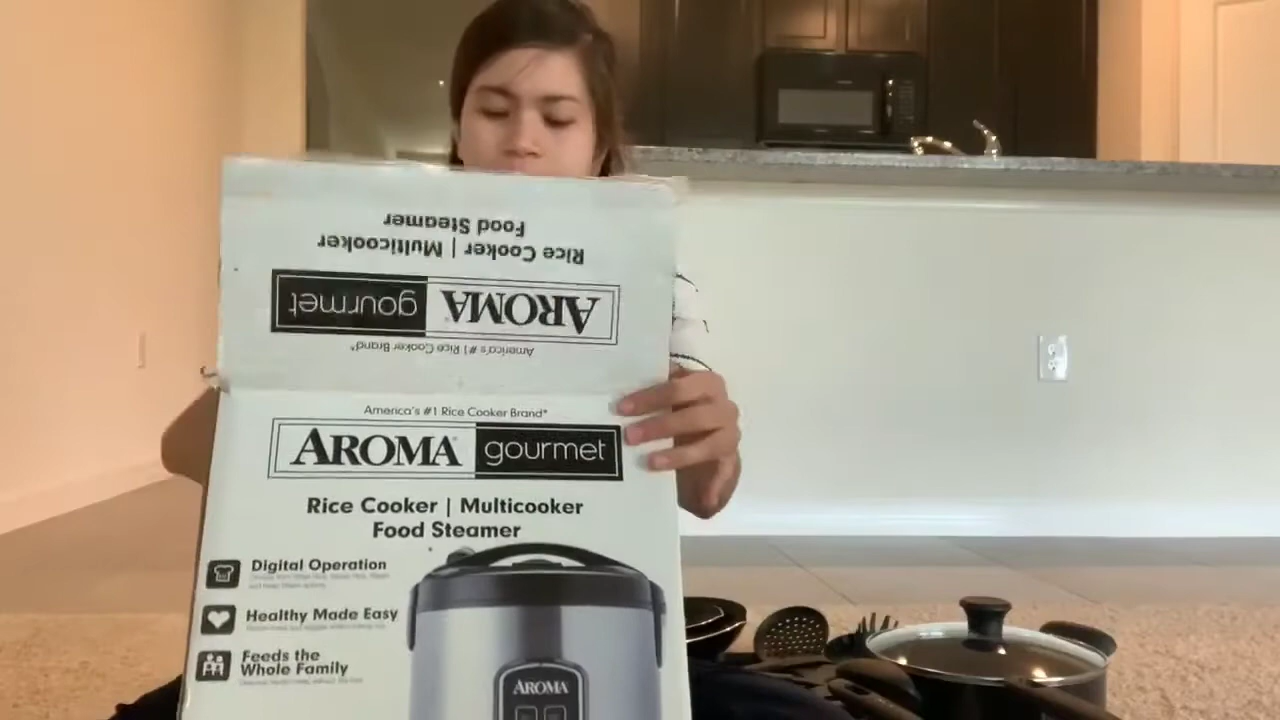 Food Steamer
Rice Cooker | Multicooker
AROMA gourmet
America's #1 Rice Cooker Brand*
America's #1 Rice Cooker Brand*
AROMA gourmet
Rice Cooker | Multicooker
Food Steamer
Digital Operation
Healthy Made Easy
Feeds the
Whole Family
AROMA